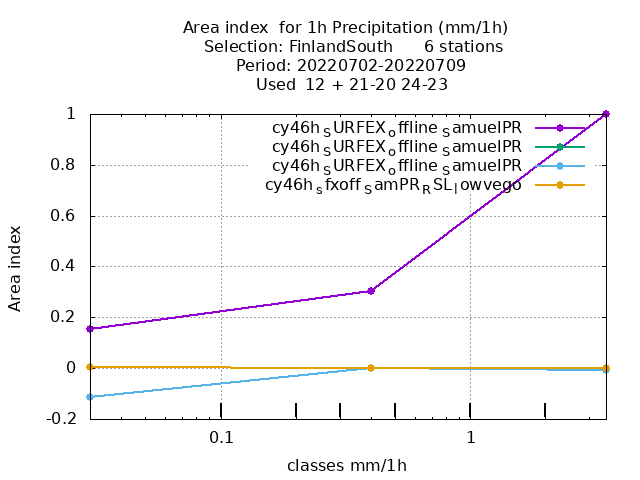 Area index  for 1h Precipitation (mm/1h)
Selection: FinlandSouth      6 stations
Period: 20220702-20220709
Used  12 + 21-20 24-23
cy46h_SURFEX_offline_SamuelPR
cy46h_SURFEX_offline_SamuelPR
cy46h_SURFEX_offline_SamuelPR
cy46h_sfxoff_SamPR_RSL_lowvego
1
0.8
0.6
0.4
0.2
0
-0.2
Area index
0.1
1
classes mm/1h